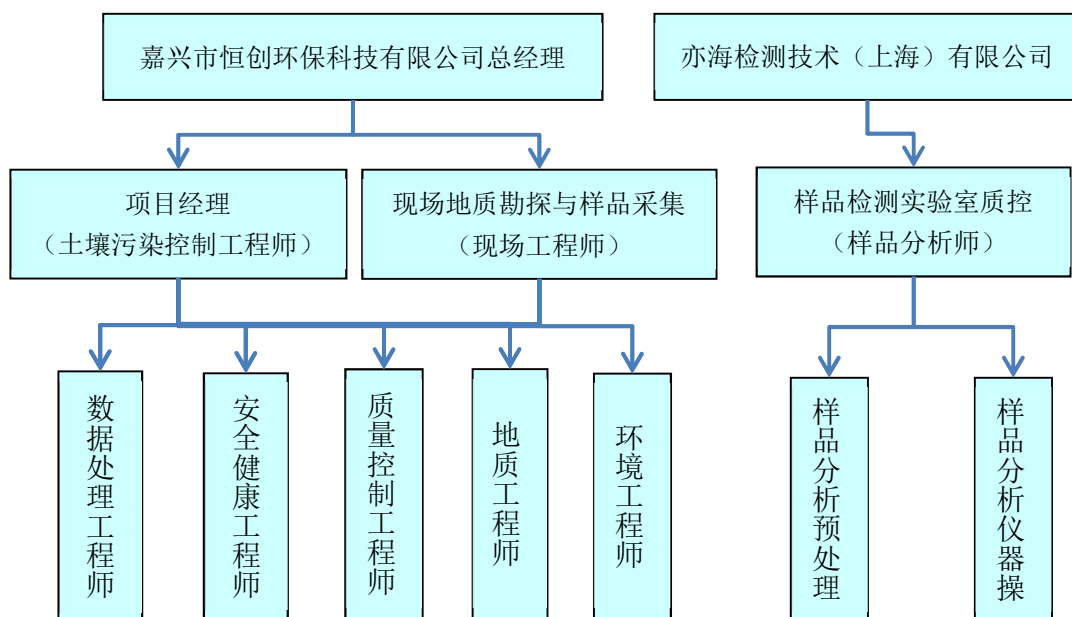 嘉兴市恒创环保科技有限公司总经理
亦海检测技术（上海）有限公司
项目经理
（土壤污染控制工程师）
现场地质勘探与样品采集
（现场工程师）
样品检测实验室质控
（样品分析师）
数据处理工程师
安全健康工程师
质量控制工程师
地质工程师
环境工程师
样品分析预处理
样品分析仪器操